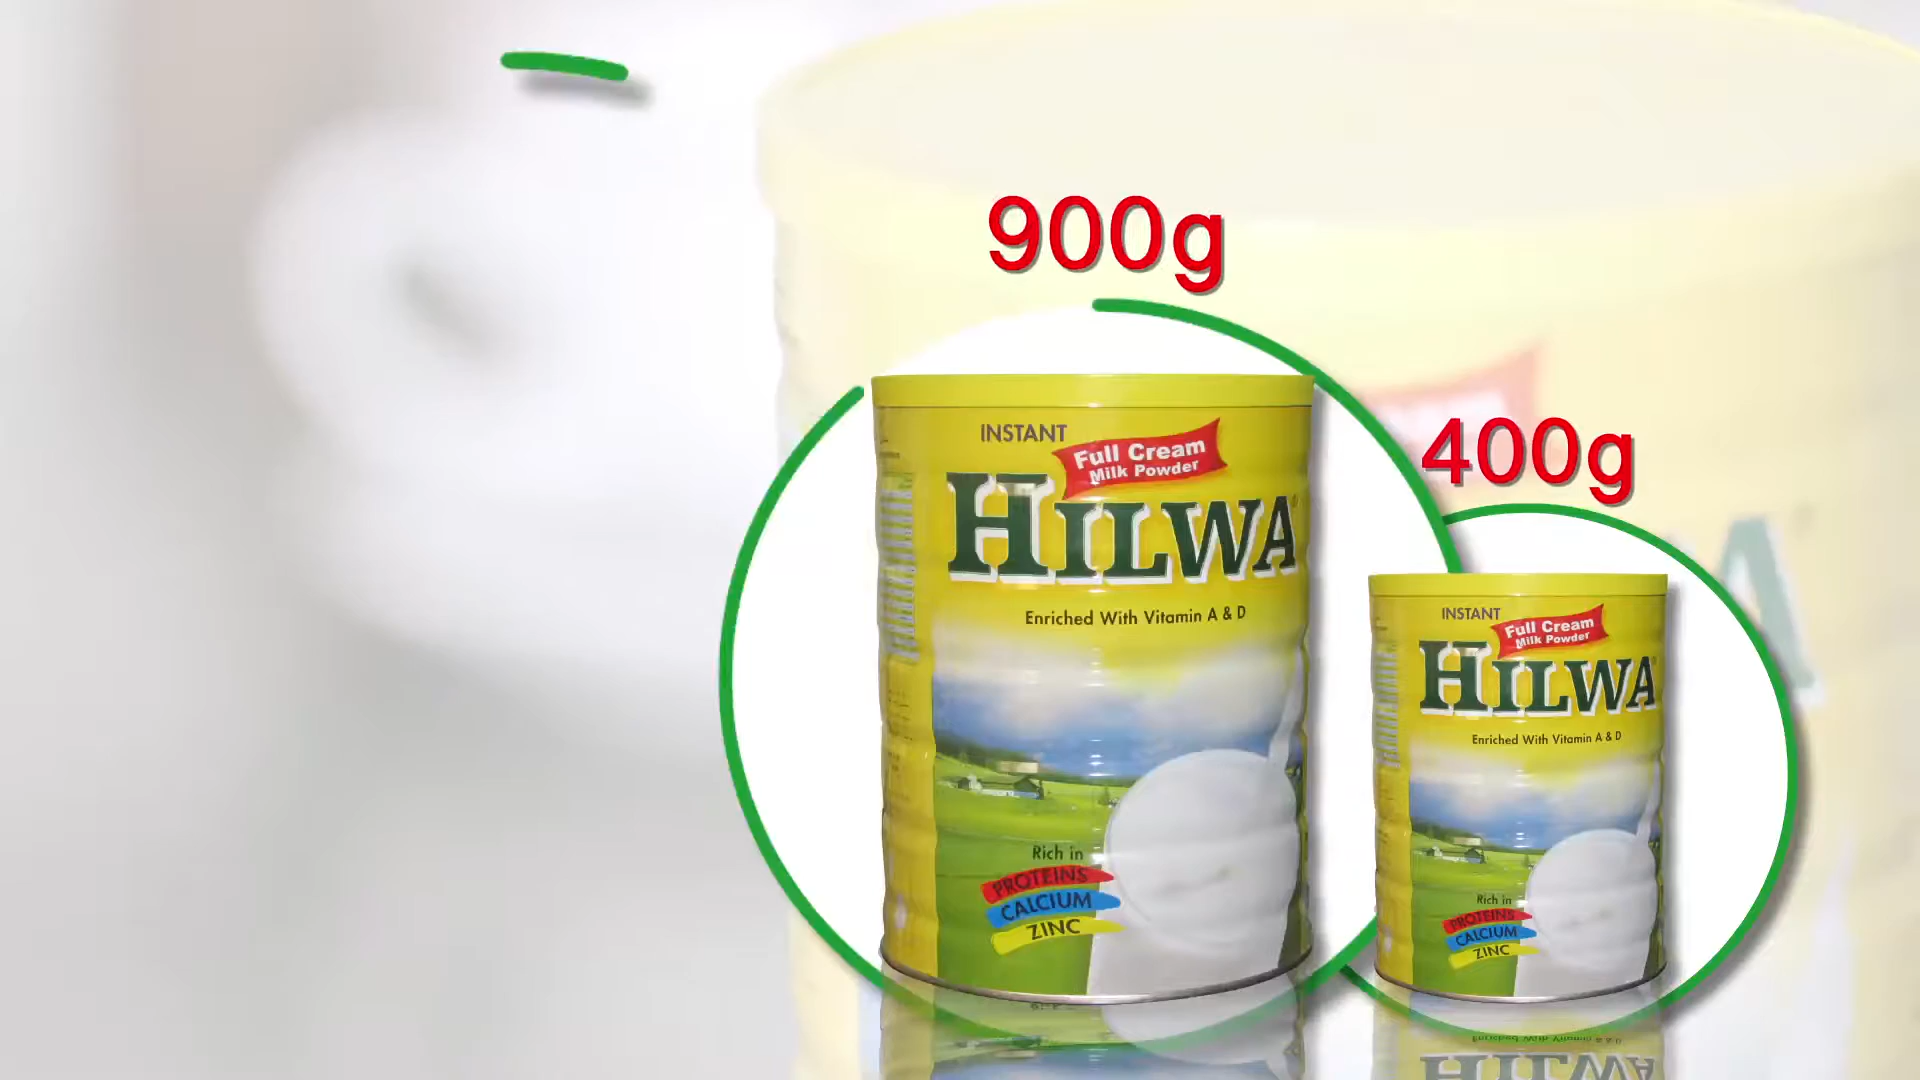 900g
INSTANT
Full Cream
Milk Powder
HILWA
Enriched With Vitamin A & D
Rich in
PROTEINS
CALCIUM
ZINC
400g
INSTANT
Full Cream
Milk Powder
HILWA
Enriched With Vitamin A & D
Rich in
PROTEINS
CALCIUM
ZINC